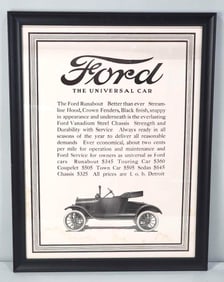 Ford
THE UNIVERSAL CAR
The Ford Runabout Better than ever Stream-
line Hood, Crown Fenders, Black finish, snappy
in appearance and underneath is the everlasting
Ford Vanadium Steel Chassis Strength and
Durability with Service Always ready in all
seasons of the year to deliver all reasonable
demands Ever economical, about two cents
per mile for operation and maintenance and
Ford Service for owners as universal as Ford
cars Runabout $345 Touring Car $360
Coupelet $505 Town Car $595 Sedan $645
Chassis $325 All prices are f. o. b. Detroit